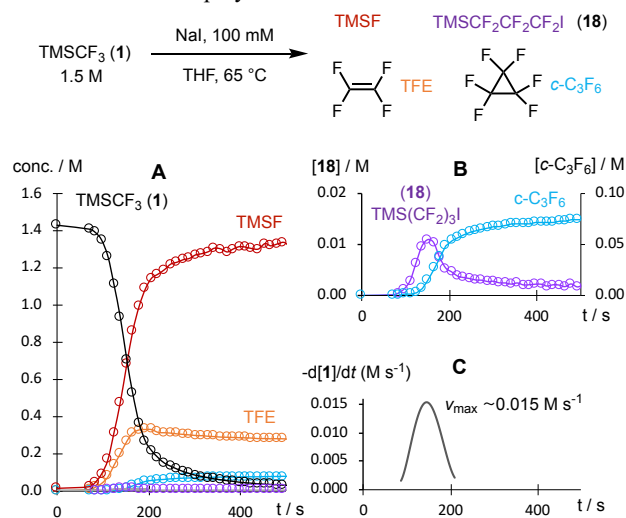 TMSCF₃ (1)
1.5 M
NaI, 100 mM
THF, 65 °C
TMSF
TMSCF₂CF₂CF₂I (18)
F F
F F
TFE
F F
F F
F F
c-C₃F₆
conc. / M
A
1.6
1.4
1.2
1.0
0.8
0.6
0.4
0.2
0.0
TMSCF₃ (1)
TMSF
TFE
0 200 400
t / s
[18] / M
B
[c-C₃F₆] / M
0.02
0.01
0.00
(18)
TMS(CF₂)₃I
c-C₃F₆
0.10
0.05
0.00
0 200 400
t / s
C
-d[1]/dt (M s⁻¹)
0.015
0.010
0.005
0.000
vmax ~0.015 M s⁻¹
0 200 400
t / s